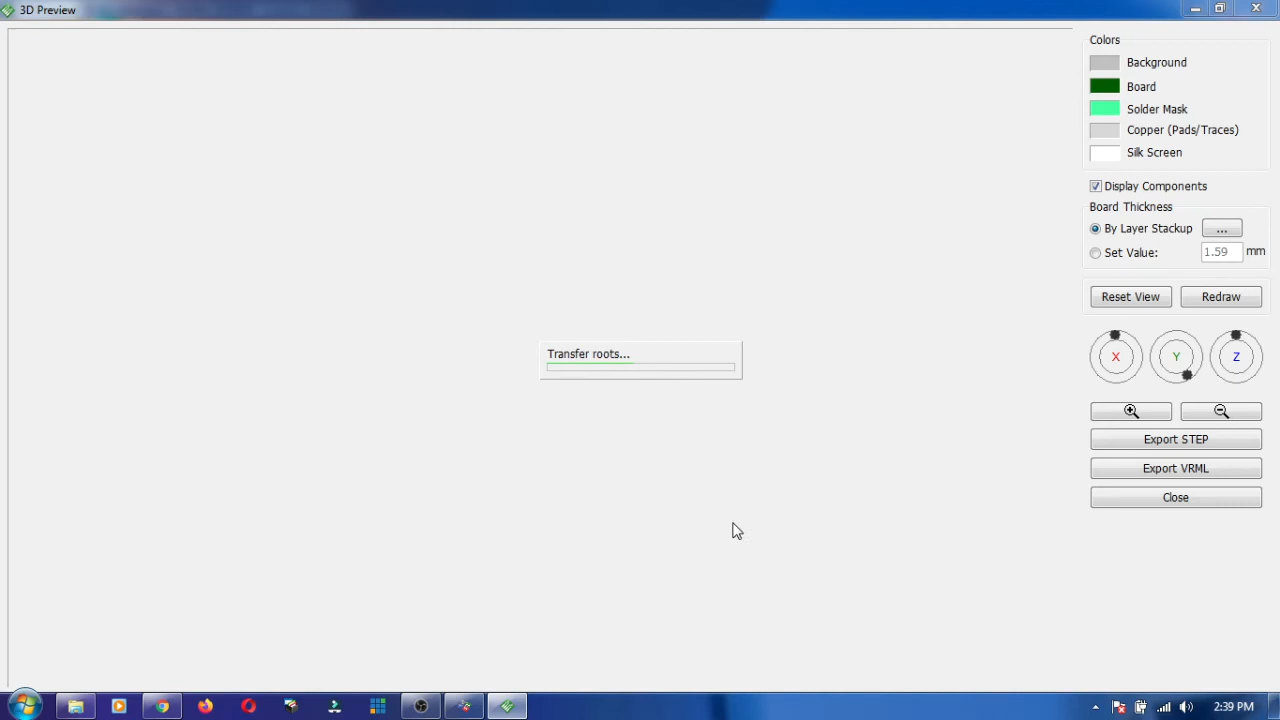 3D Preview
Colors
Background
Board
Solder Mask
Copper (Pads/Traces)
Silk Screen
Display Components
Board Thickness
By Layer Stackup ...
Set Value: 1.59 mm
Reset View Redraw
X Y Z
Transfer roots...
Export STEP
Export VRML
Close
2:39 PM